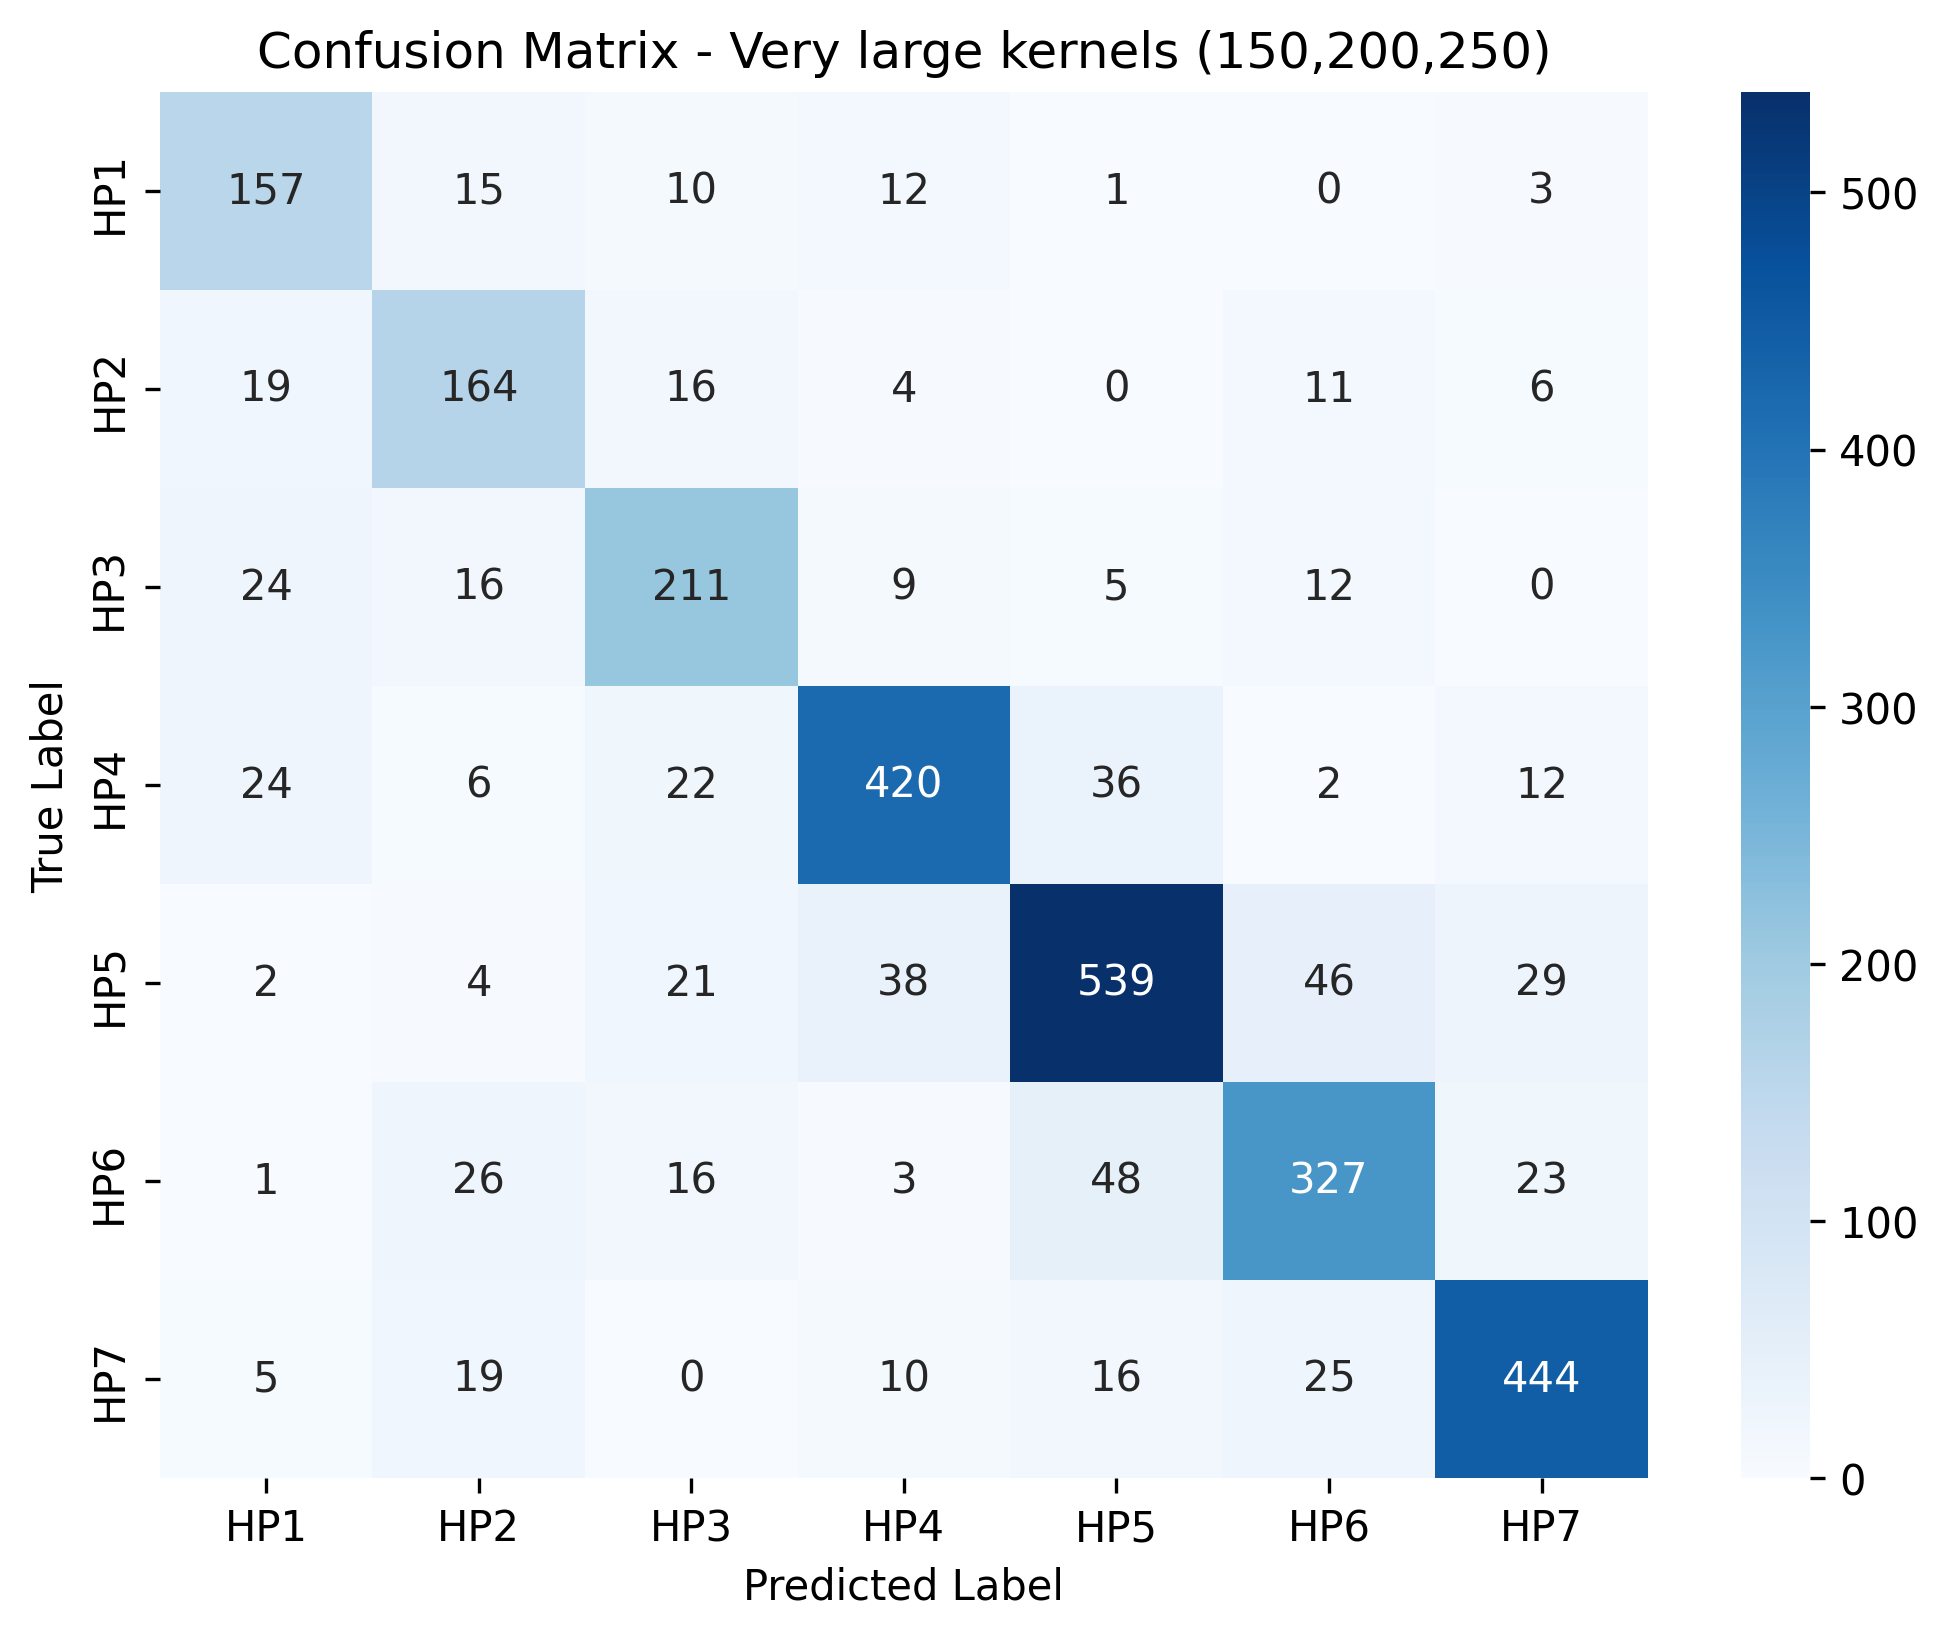 Confusion Matrix - Very large kernels (150,200,250)
True Label
HP1 157 15 10 12 1 0 3
HP2 19 164 16 4 0 11 6
HP3 24 16 211 9 5 12 0
HP4 24 6 22 420 36 2 12
HP5 2 4 21 38 539 46 29
HP6 1 26 16 3 48 327 23
HP7 5 19 0 10 16 25 444
HP1 HP2 HP3 HP4 HP5 HP6 HP7
Predicted Label
500
400
300
200
100
0